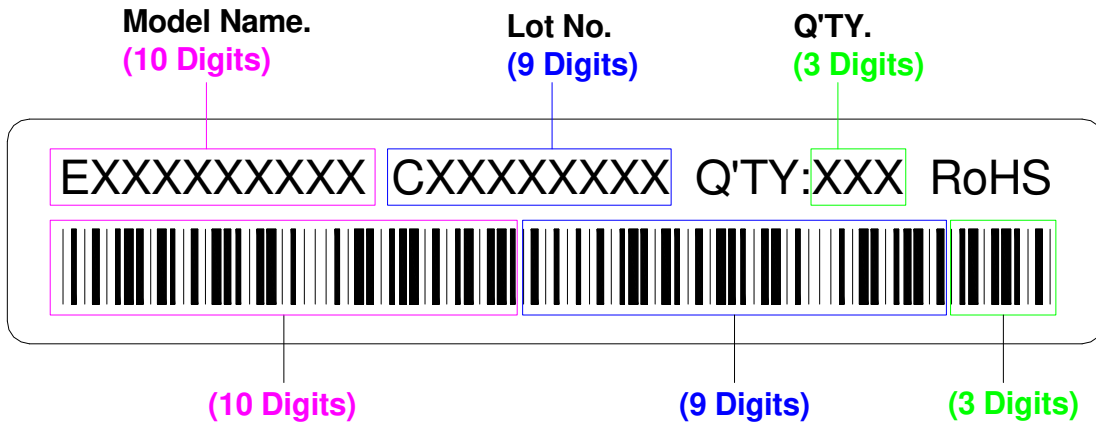 Model Name. Lot No. Q'TY.
(10 Digits) (9 Digits) (3 Digits)
EXXXXXXXXX CXXXXXXXX Q'TY:XXX RoHS
(10 Digits) (9 Digits) (3 Digits)